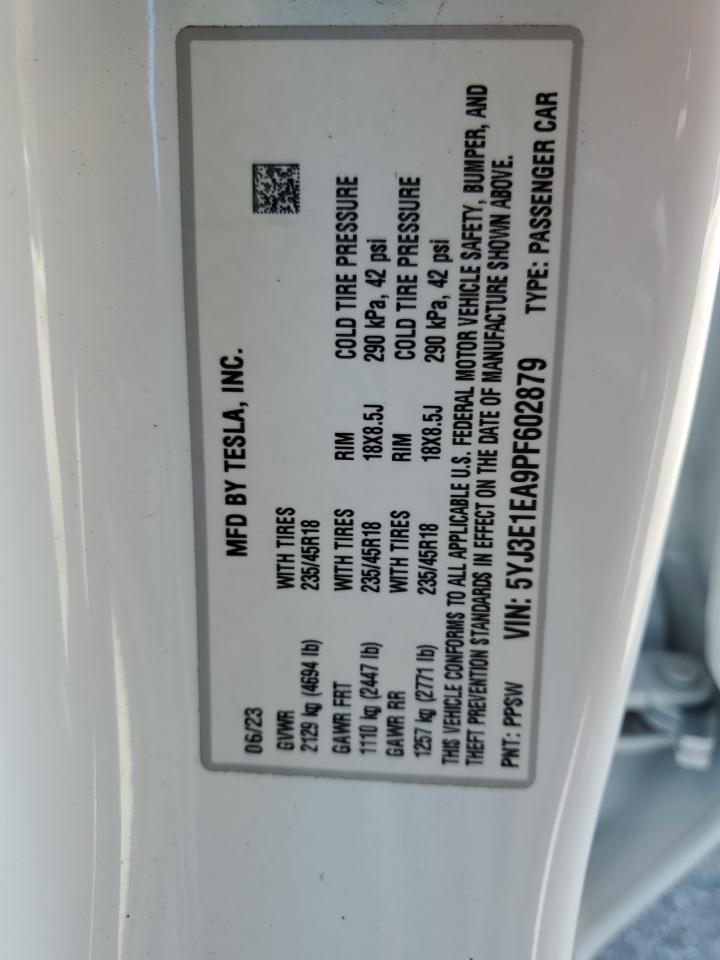 MFD BY TESLA, INC.
06/23
GVWR WITH TIRES
2129 kg (4694 lb) 235/45R18
GAWR FRT WITH TIRES RIM COLD TIRE PRESSURE
1110 kg (2447 lb) 235/45R18 18X8.5J 290 kPa, 42 psi
GAWR RR WITH TIRES RIM COLD TIRE PRESSURE
1257 kg (2771 lb) 235/45R18 18X8.5J 290 kPa, 42 psi
THIS VEHICLE CONFORMS TO ALL APPLICABLE U.S. FEDERAL MOTOR VEHICLE SAFETY, BUMPER, AND
THEFT PREVENTION STANDARDS IN EFFECT ON THE DATE OF MANUFACTURE SHOWN ABOVE.
PNT: PPSW VIN: 5YJ3E1EA9PF602879 TYPE: PASSENGER CAR